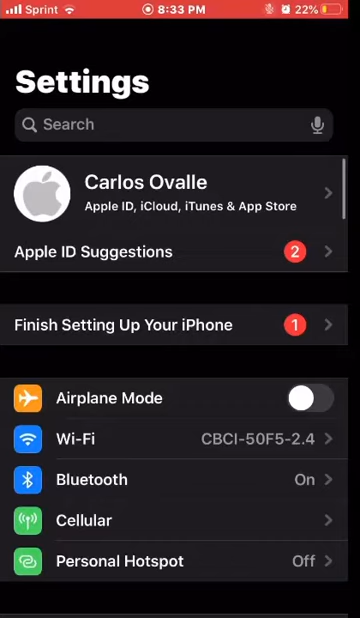 Sprint 8:33 PM 22%
Settings
Search
Carlos Ovalle
Apple ID, iCloud, iTunes & App Store
Apple ID Suggestions 2
Finish Setting Up Your iPhone 1
Airplane Mode
Wi-Fi CBCI-50F5-2.4
Bluetooth On
Cellular
Personal Hotspot Off